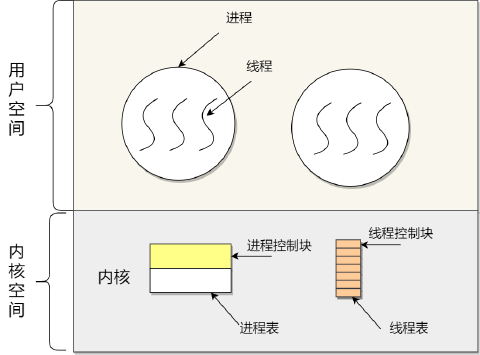 进程
线程
用户空间
进程控制块
线程控制块
内核
内核空间
进程表
线程表